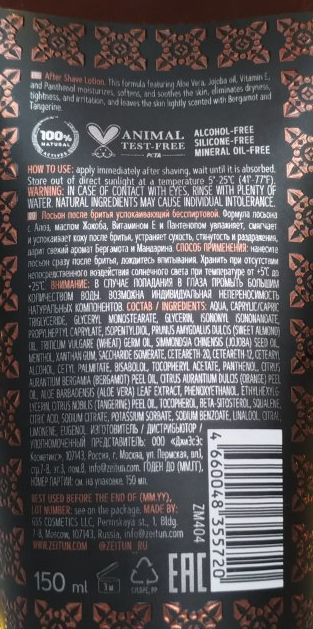 After Shave Lotion. This formula featuring Aloe Vera, Jojoba oil, Vitamin E,
and Panthenol moisturizes, softens, and soothes the skin, eliminates dryness,
tightness, and irritation, and leaves the skin lightly scented with Bergamot and
Tangerine.
100%
NATURAL
ACTIVES
ANIMAL
TEST-FREE
PETA
ALCOHOL-FREE
SILICONE-FREE
MINERAL OIL-FREE
HOW TO USE: apply immediately after shaving, wait until it is absorbed.
Store out of direct sunlight at a temperature 5°-25°C (41°-77°F).
WARNING: IN CASE OF CONTACT WITH EYES, RINSE WITH PLENTY OF
WATER. NATURAL INGREDIENTS MAY CAUSE INDIVIDUAL INTOLERANCE.
Лосьон после бритья успокаивающий бесспиртовой. Формула лосьона
с Алоэ, маслом Жожоба, Витамином Е и Пантенолом увлажняет, смягчает
и успокаивает кожу после бритья, устраняет сухость, стянутость и раздражения,
дарит свежий аромат Бергамота и Мандарина. СПОСОБ ПРИМЕНЕНИЯ: нанесите
лосьон сразу после бритья, дождитесь впитывания. Хранить при отсутствии
непосредственного воздействия солнечного света при температуре от +5°С до
+25°С. ВНИМАНИЕ: В СЛУЧАЕ ПОПАДАНИЯ В ГЛАЗА ПРОМЫТЬ БОЛЬШИМ
КОЛИЧЕСТВОМ ВОДЫ. ВОЗМОЖНА ИНДИВИДУАЛЬНАЯ НЕПЕРЕНОСИМОСТЬ
НАТУРАЛЬНЫХ КОМПОНЕНТОВ. СОСТАВ / INGREDIENTS: AQUA, CAPRYLIC/CAPRIC
TRIGLYCERIDE, GLYCERYL MONOSTEARATE, GLYCERIN, ISONONYL ISONONANOATE,
PROPYLHEPTYL CAPRYLATE, ISOPENTYLDIOL, PRUNUS AMYGDALUS DULCIS (SWEET ALMOND)
OIL, TRITICUM VULGARE (WHEAT) GERM OIL, SIMMONDSIA CHINENSIS (JOJOBA) SEED OIL,
MENTHOL, XANTHAN GUM, SACCHARIDE ISOMERATE, CETEARETH-20, CETEARETH-12, CETEARYL
ALCOHOL, CETYL PALMITATE, BISABOLOL, TOCOPHERYL ACETATE, PANTHENOL, CITRUS
AURANTIUM BERGAMIA (BERGAMOT) PEEL OIL, CITRUS AURANTIUM DULCIS (ORANGE) PEEL
OIL, ALOE BARBADENSIS (ALOE VERA) LEAF EXTRACT, PHENOXYETHANOL, ETHYLHEXYLG-
LYCERIN, CITRUS NOBILIS (TANGERINE) PEEL OIL, TOCOPHEROL, BETA-SITOSTEROL, SQUALENE,
CITRIC ACID, SODIUM CITRATE, POTASSIUM SORBATE, SODIUM BENZOATE, LINALOOL, CITRAL,
LIMONENE, EUGENOL. ИЗГОТОВИТЕЛЬ / ДИСТРИБЬЮТОР /
УПОЛНОМОЧЕННЫЙ ПРЕДСТАВИТЕЛЬ: ООО «ДжиЭсЭс
Косметикс», 107143, Россия, г. Москва, ул. Пермская, вл.1,
стр.7-8, info@zeitun.com. ГОДЕН ДО (ММ,ГГ),
НОМЕР ПАРТИИ: см. на упаковке. 150 мл.
BEST USED BEFORE THE END OF (MM,YY),
LOT NUMBER: see on the package. MADE BY:
GSS COSMETICS LLC, Permskaya st., 1, Bldg.
7-8, Moscow, 107143, Russia, info@zeitun.com
WWW.ZEITUN.COM @ZEITUN_RU
ZM404
4 660048 355720
150 ml
3 M
EAC